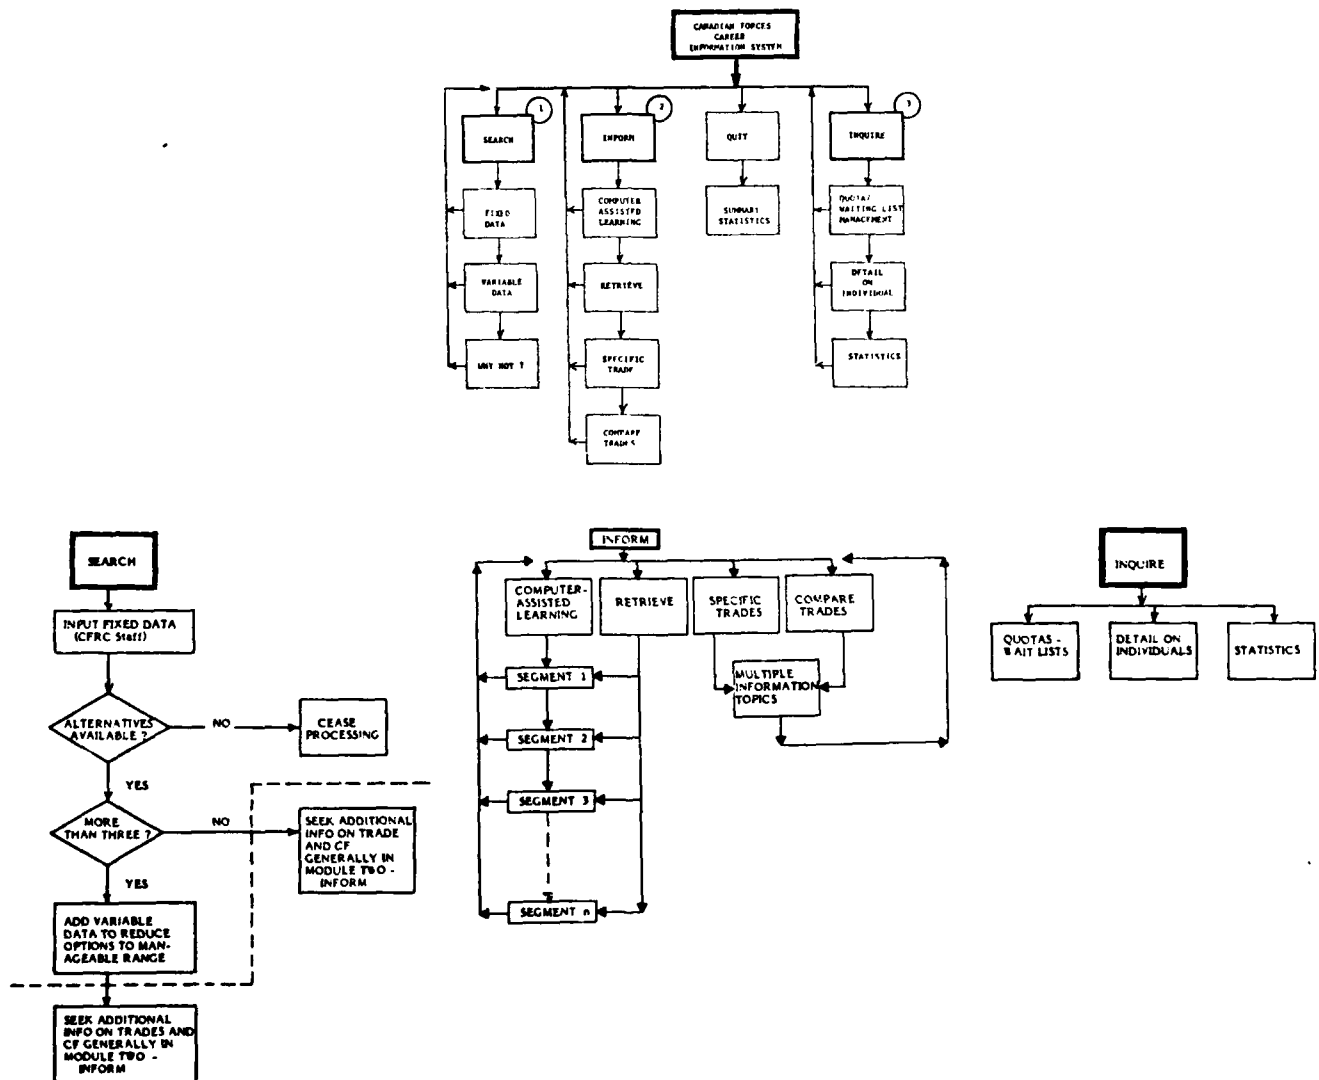 CANADIAN FORCES
CAREER
INFORMATION SYSTEM
1
SEARCH
2
INFORM
QUIT
3
INQUIRE
FIXED
DATA
COMPUTER
ASSISTED
LEARNING
SUMMARY
STATISTICS
QUOTA/
WAITING LIST
MANAGEMENT
VARIABLE
DATA
RETRIEVE
DETAIL
ON
INDIVIDUAL
WHY NOT ?
SPECIFIC
TRADE
STATISTICS
COMPARE
TRADES
SEARCH
INPUT FIXED DATA
(CFRC Staff)
ALTERNATIVES
AVAILABLE ?
NO
CEASE
PROCESSING
YES
MORE
THAN THREE ?
NO
SEEK ADDITIONAL
INFO ON TRADE
AND CF
GENERALLY IN
MODULE TWO -
INFORM
YES
ADD VARIABLE
DATA TO REDUCE
OPTIONS TO MAN-
AGEABLE RANGE
SEEK ADDITIONAL
INFO ON TRADES AND
CF GENERALLY IN
MODULE TWO -
INFORM
INFORM
COMPUTER-
ASSISTED
LEARNING
RETRIEVE
SPECIFIC
TRADES
COMPARE
TRADES
SEGMENT 1
MULTIPLE
INFORMATION
TOPICS
SEGMENT 2
SEGMENT 3
SEGMENT n
INQUIRE
QUOTAS -
WAIT LISTS
DETAIL ON
INDIVIDUALS
STATISTICS